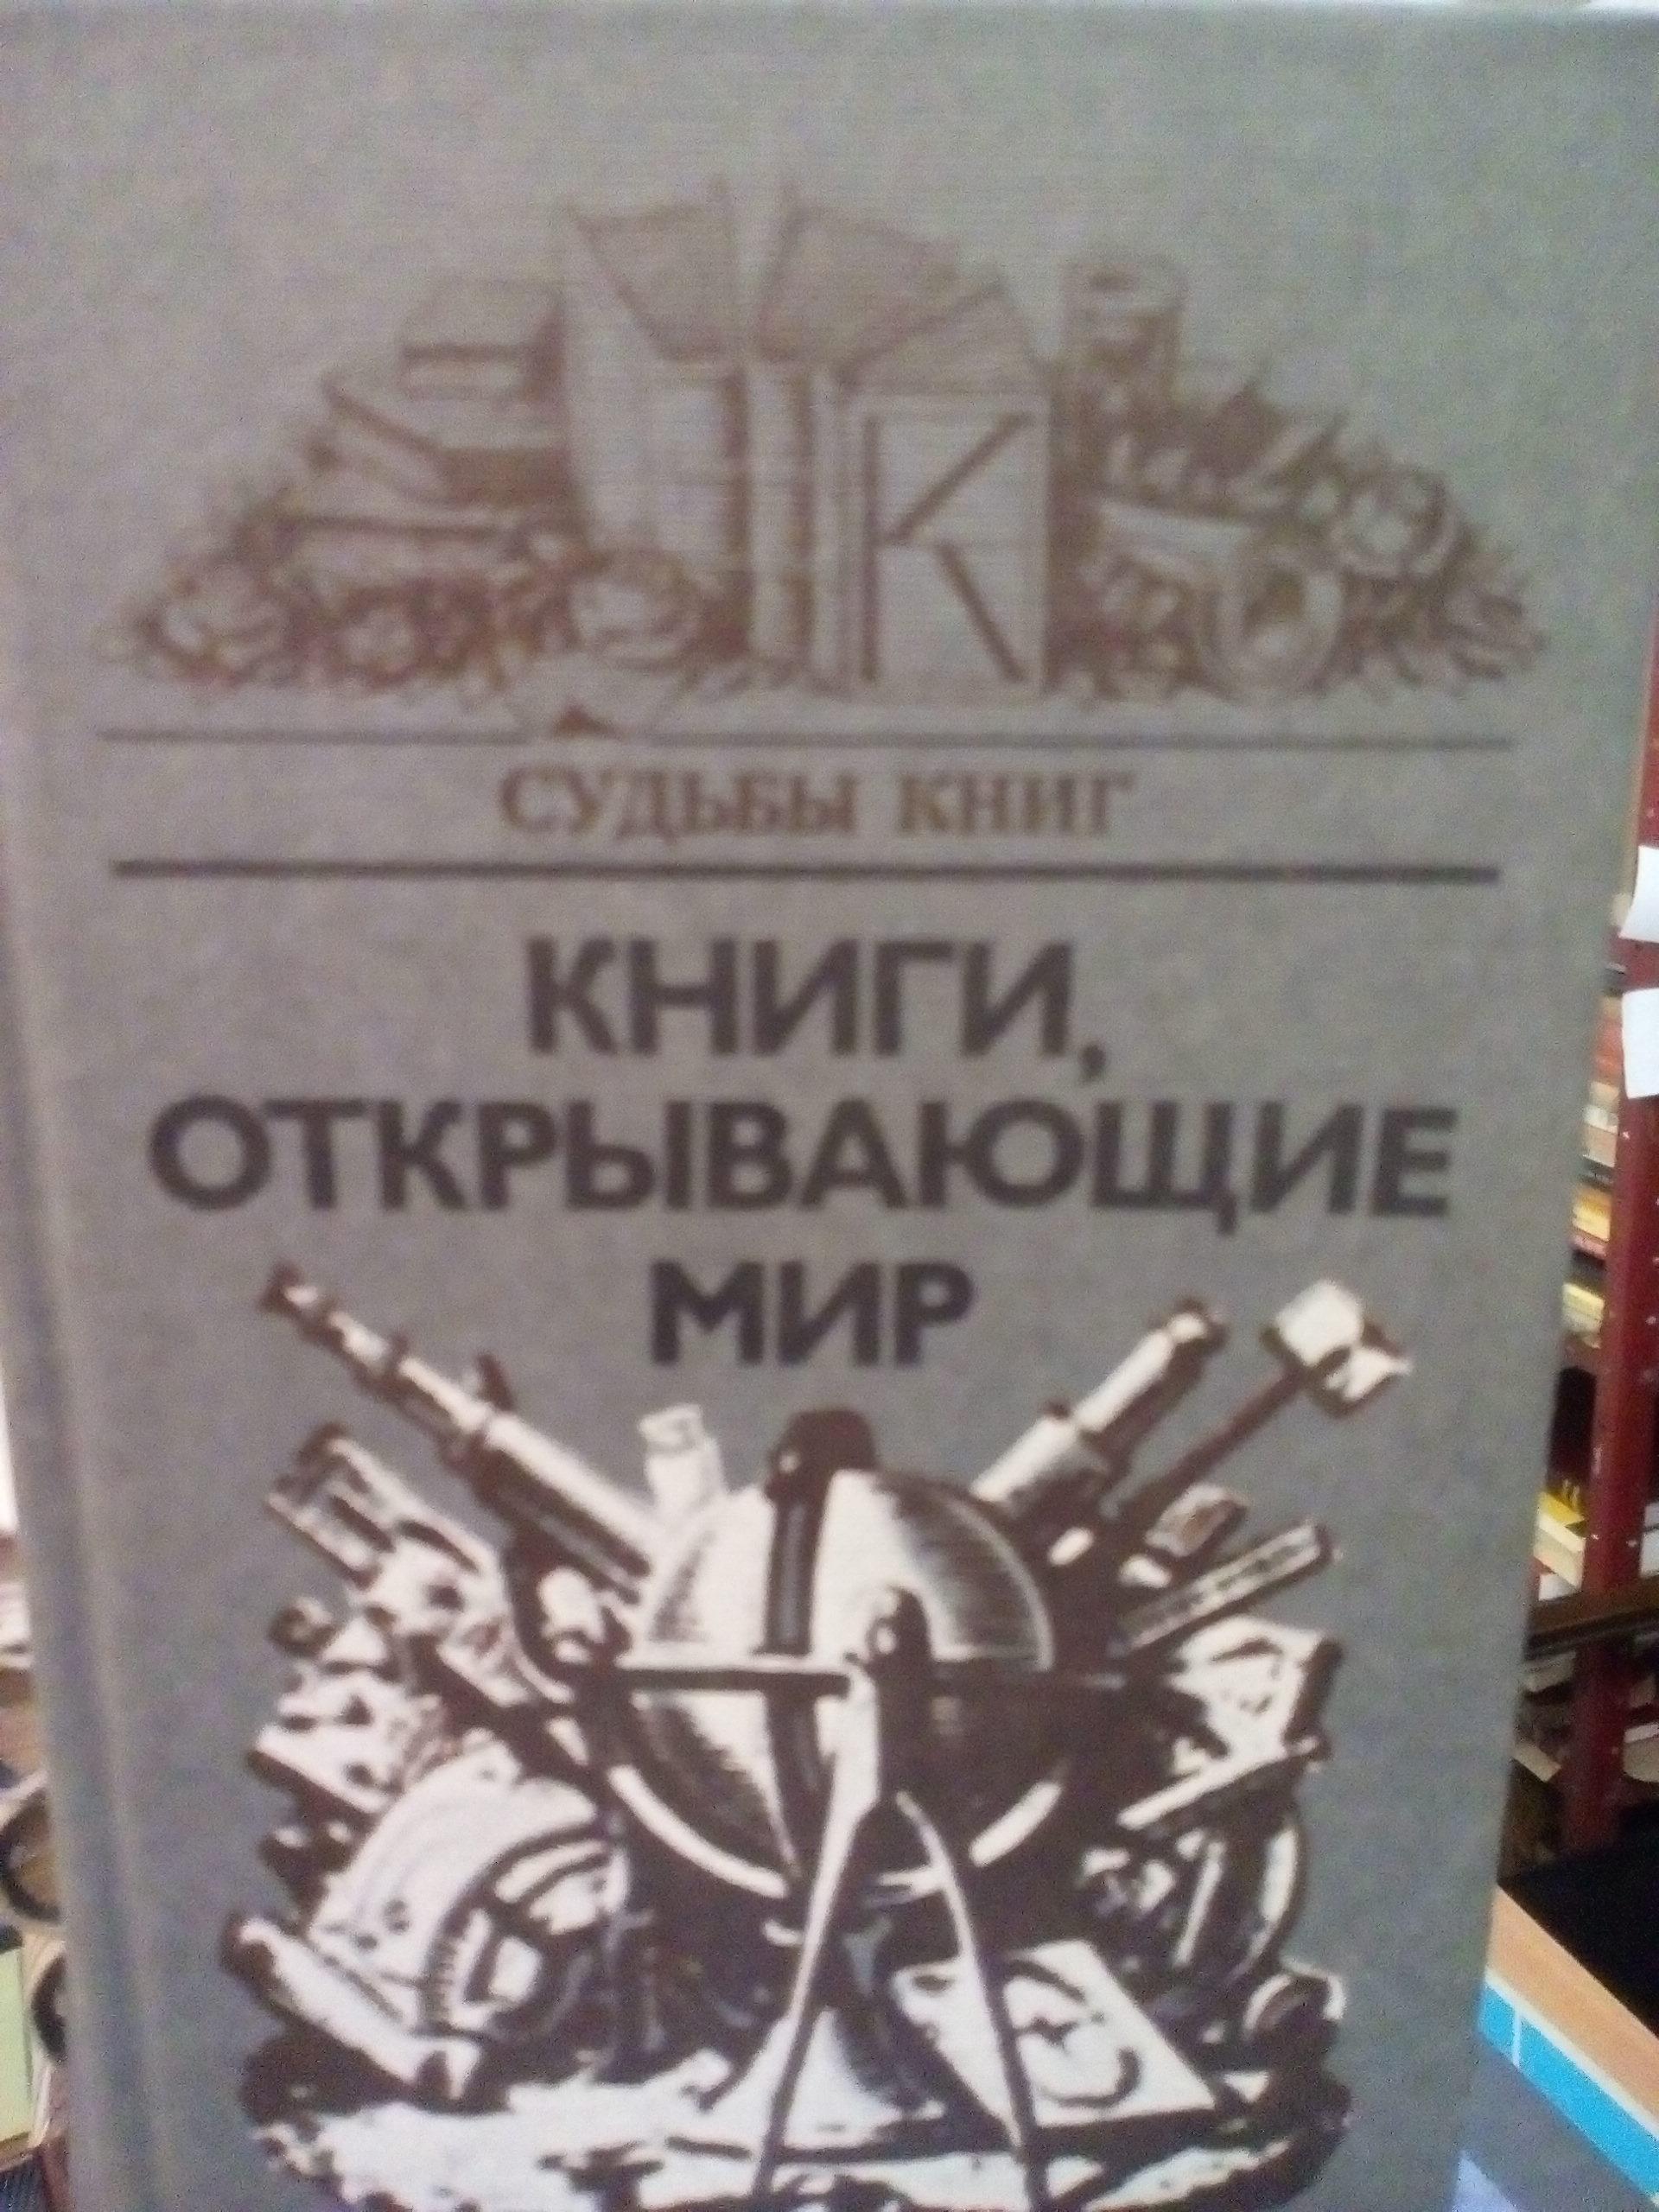 К
СУДЬБЫ КНИГ
КНИГИ,
ОТКРЫВАЮЩИЕ
МИР